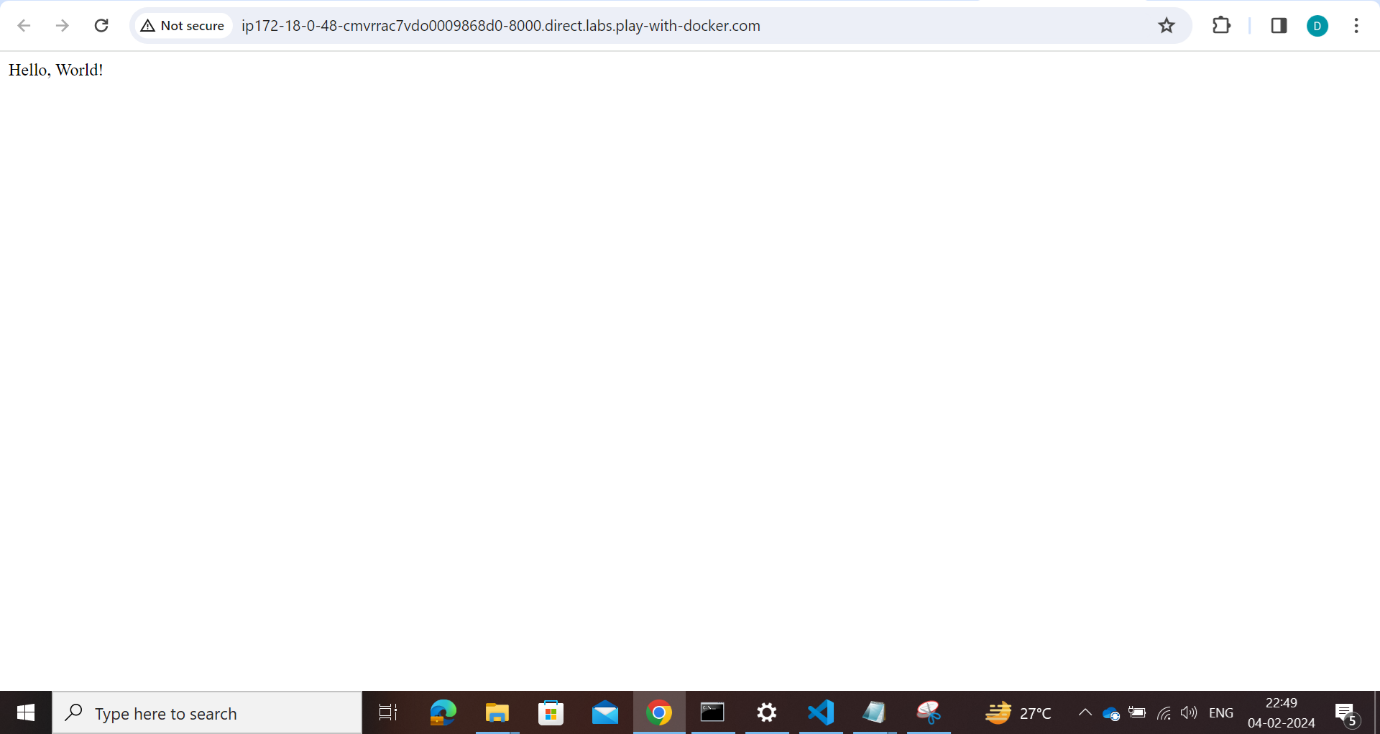 Not secure ip172-18-0-48-cmvrrac7vdo0009868d0-8000.direct.labs.play-with-docker.com D
Hello, World!
Type here to search 27°C ENG 22:49
04-02-2024 5